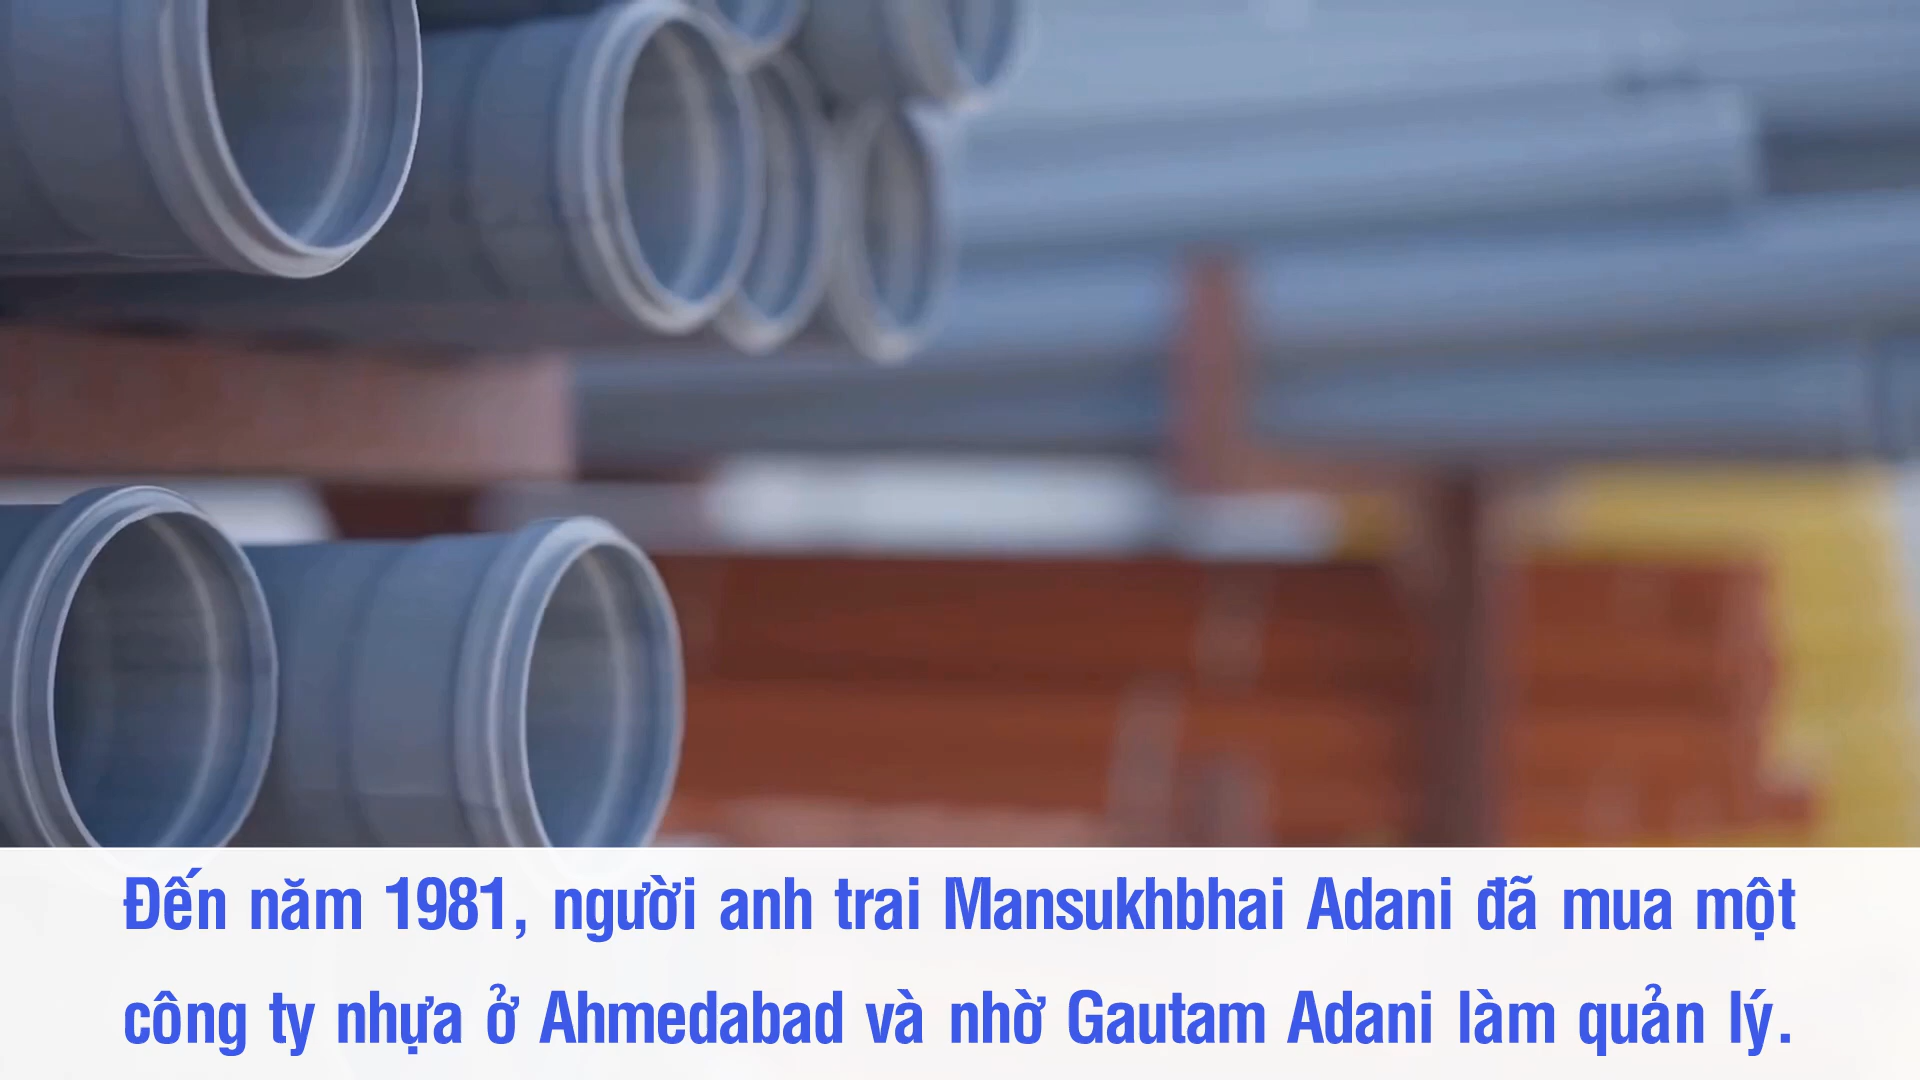 Đến năm 1981, người anh trai Mansukhbhai Adani đã mua một
công ty nhựa ở Ahmedabad và nhờ Gautam Adani làm quản lý.